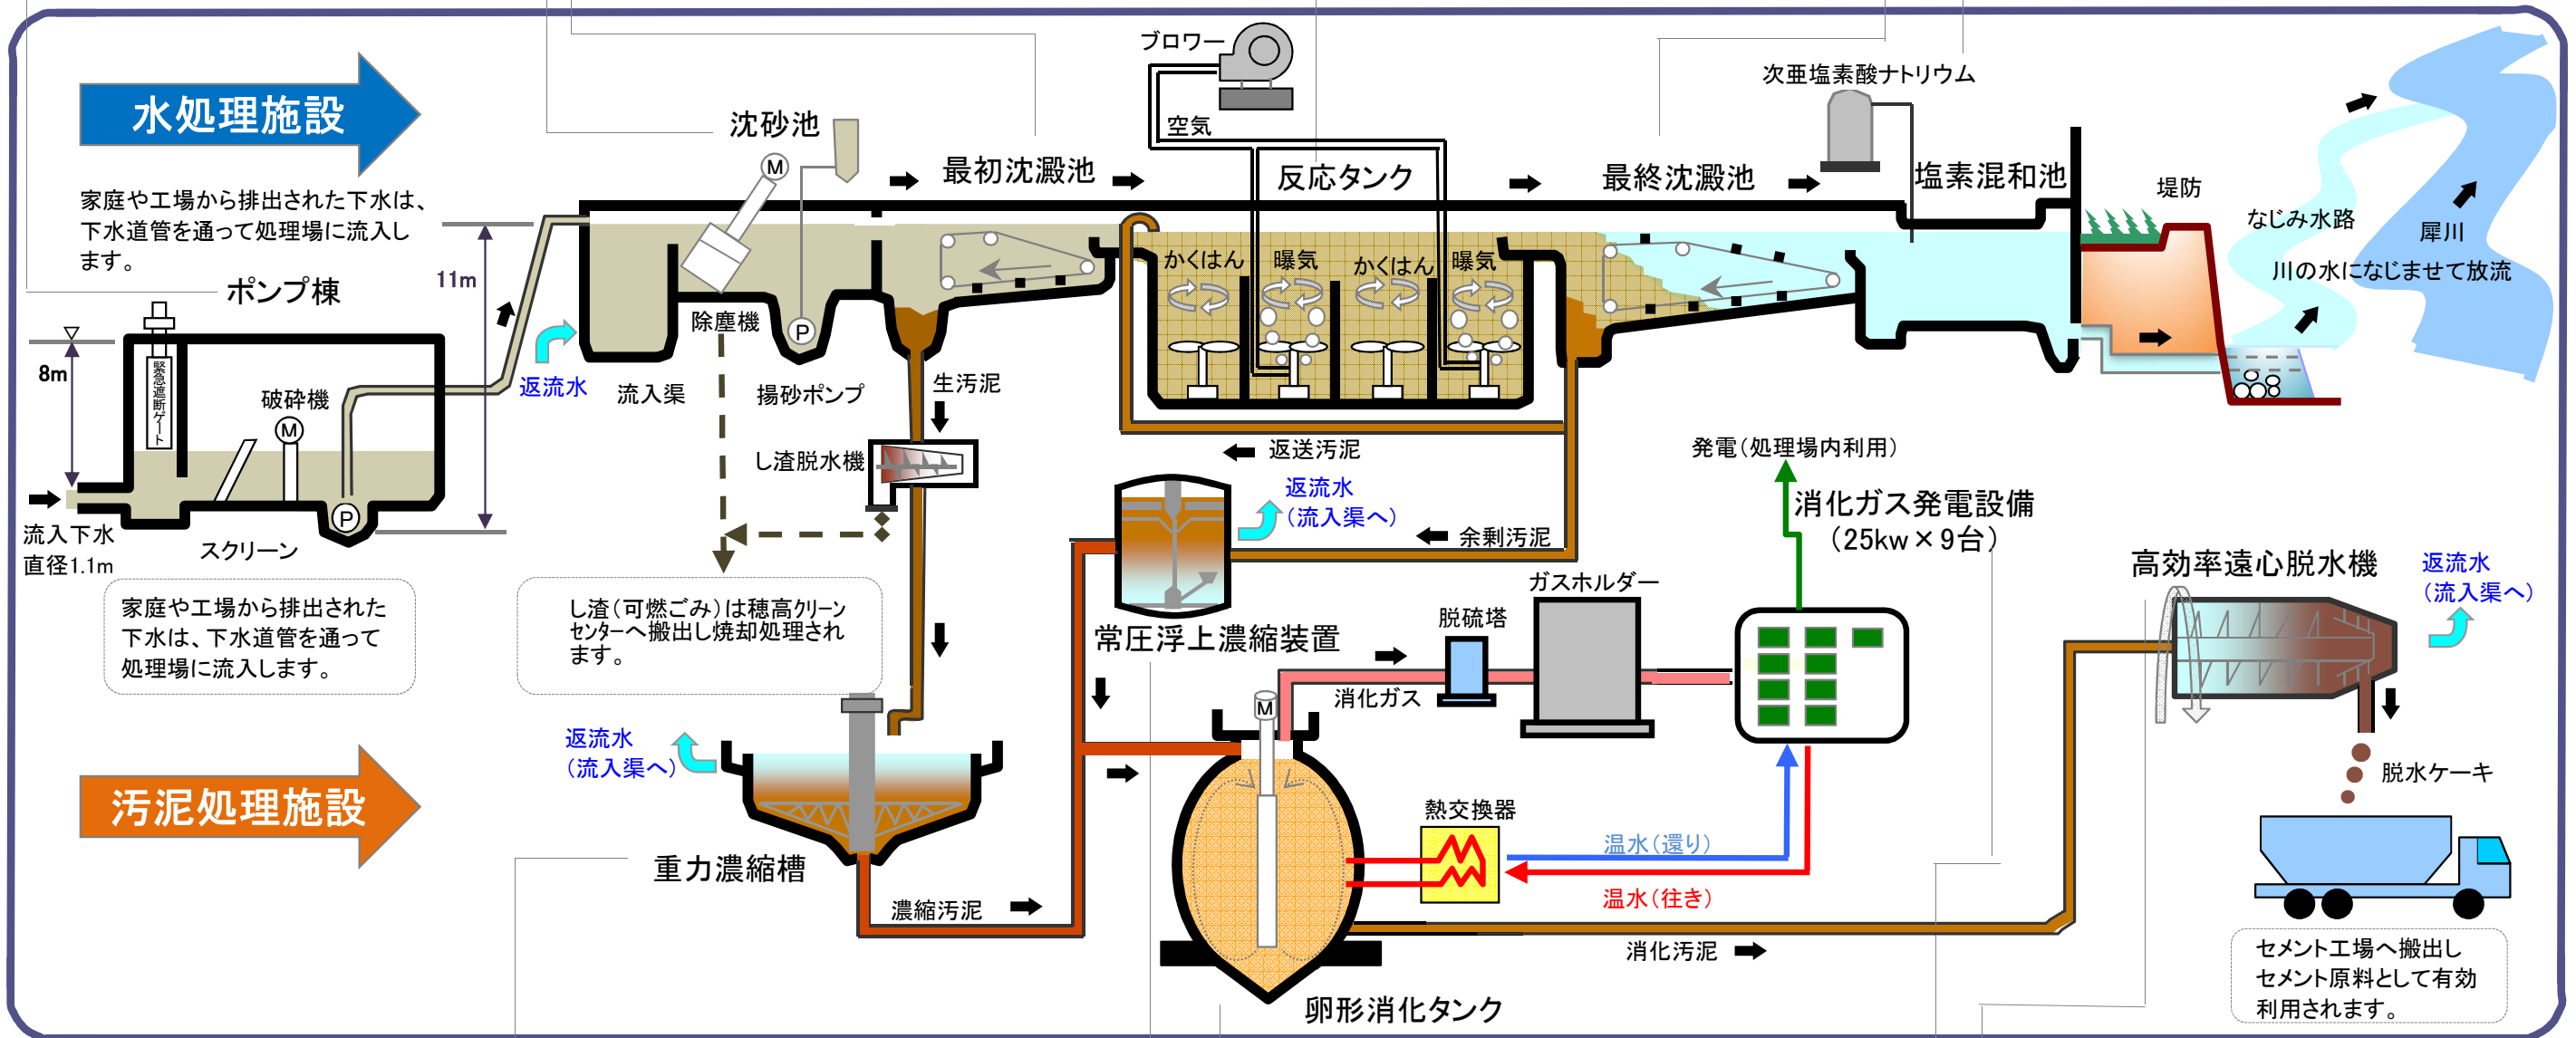 水処理施設
家庭や工場から排出された下水は、
下水道管を通って処理場に流入し
ます。
ポンプ棟
8m
11m
緊急遮断ゲート
破砕機
M
P
流入下水
直径1.1m
スクリーン
家庭や工場から排出された
下水は、下水道管を通って
処理場に流入します。
返流水
沈砂池
M
除塵機
P
流入渠
揚砂ポンプ
最初沈澱池
生汚泥
し渣脱水機
し渣(可燃ごみ)は穂高クリーン
センターへ搬出し焼却処理され
ます。
ブロワー
空気
反応タンク
かくはん
曝気
かくはん
曝気
返送汚泥
余剰汚泥
最終沈澱池
次亜塩素酸ナトリウム
塩素混和池
堤防
なじみ水路
犀川
川の水になじませて放流
汚泥処理施設
返流水
(流入渠へ)
重力濃縮槽
濃縮汚泥
返流水
(流入渠へ)
常圧浮上濃縮装置
消化ガス
脱硫塔
ガスホルダー
発電(処理場内利用)
消化ガス発電設備
(25kw×9台)
M
熱交換器
温水(還り)
温水(往き)
消化汚泥
卵形消化タンク
高効率遠心脱水機
返流水
(流入渠へ)
脱水ケーキ
セメント工場へ搬出し
セメント原料として有効
利用されます。